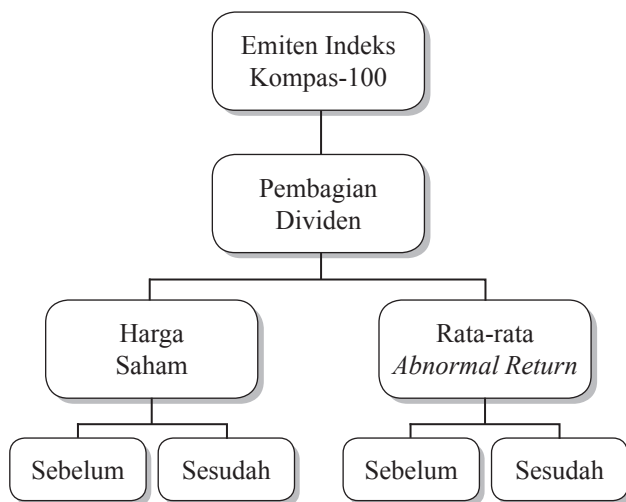 Emiten Indeks
Kompas-100
Pembagian
Dividen
Harga
Saham
Rata-rata
Abnormal Return
Sebelum
Sesudah
Sebelum
Sesudah